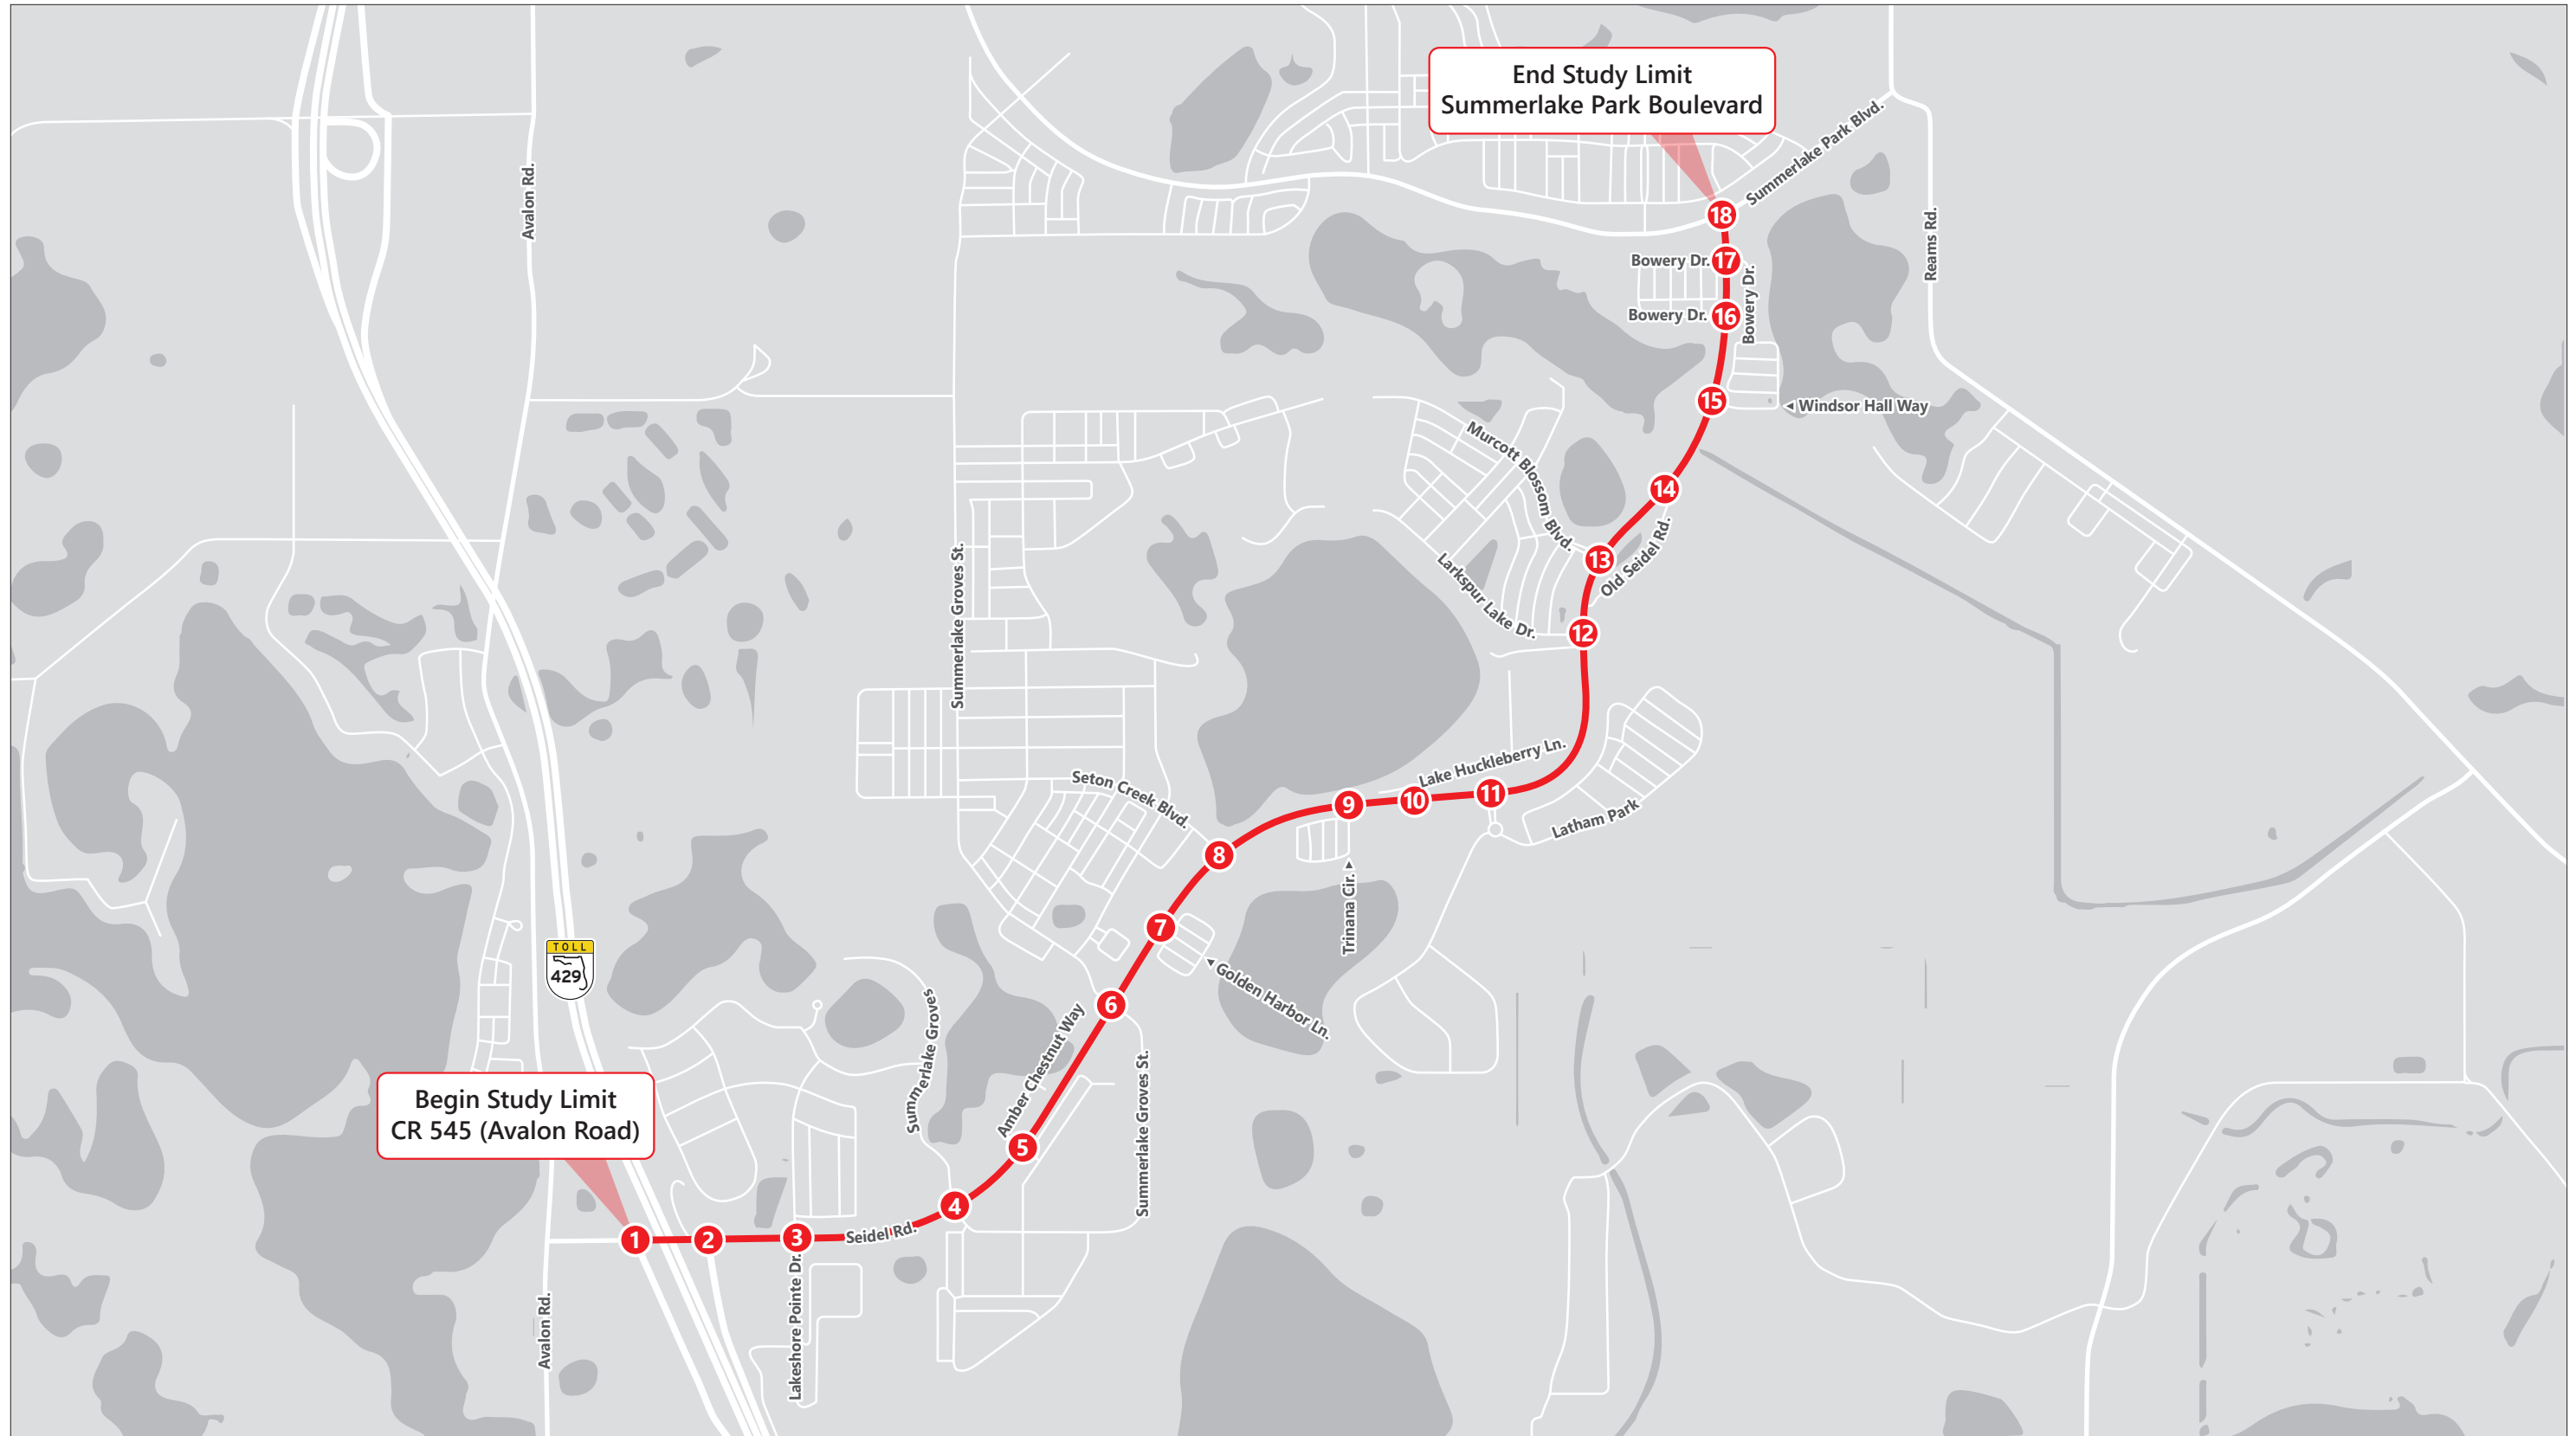 End Study Limit
Summerlake Park Boulevard
Summerlake Park Blvd.
Avalon Rd.
Reams Rd.
18
Bowery Dr.
17
Bowery Dr.
Bowery Dr.
16
15
Windsor Hall Way
Murcott Blossom Blvd.
14
13
Old Seidel Rd.
Larkspur Lake Dr.
12
Summerlake Groves St.
Lake Huckleberry Ln.
Seton Creek Blvd.
9
10
11
Latham Park
8
Trinana Cir.
7
Golden Harbor Ln.
TOLL
429
6
Summerlake Groves
Amber Chestnut Way
Summerlake Groves St.
Begin Study Limit
CR 545 (Avalon Road)
5
4
1
2
3
Seidel Rd.
Avalon Rd.
Lakeshore Pointe Dr.